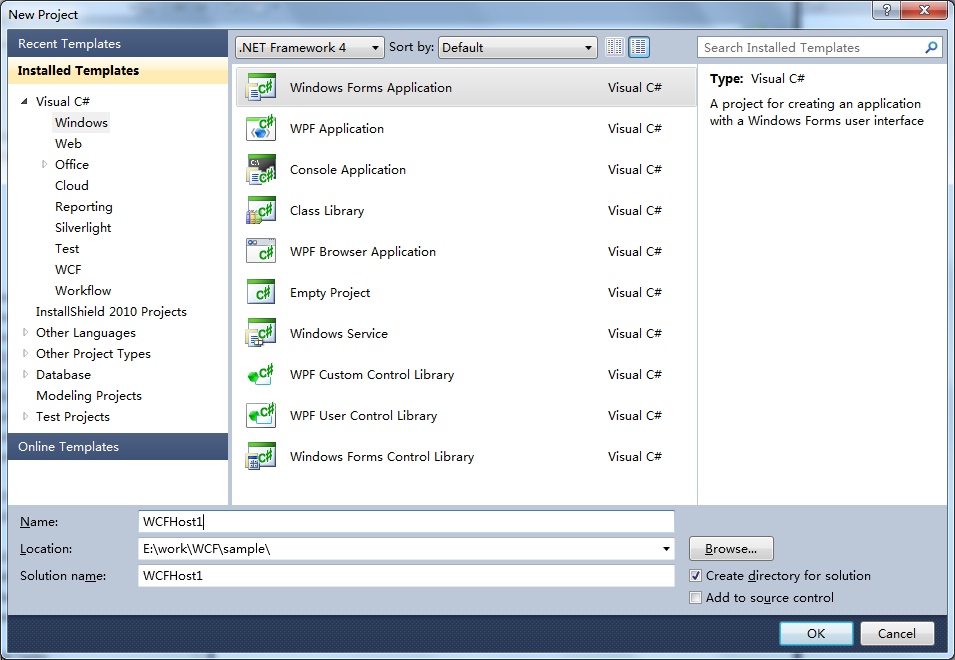 New Project
?
Recent Templates
Installed Templates
Visual C#
Windows
Web
Office
Cloud
Reporting
Silverlight
Test
WCF
Workflow
InstallShield 2010 Projects
Other Languages
Other Project Types
Database
Modeling Projects
Test Projects
Online Templates
.NET Framework 4 Sort by: Default
Windows Forms Application Visual C#
WPF Application Visual C#
Console Application Visual C#
Class Library Visual C#
WPF Browser Application Visual C#
Empty Project Visual C#
Windows Service Visual C#
WPF Custom Control Library Visual C#
WPF User Control Library Visual C#
Windows Forms Control Library Visual C#
Search Installed Templates
Type: Visual C#
A project for creating an application
with a Windows Forms user interface
Name: WCFHost1
Location: E:\work\WCF\sample\ Browse...
Solution name: WCFHost1
Create directory for solution
Add to source control
OK Cancel